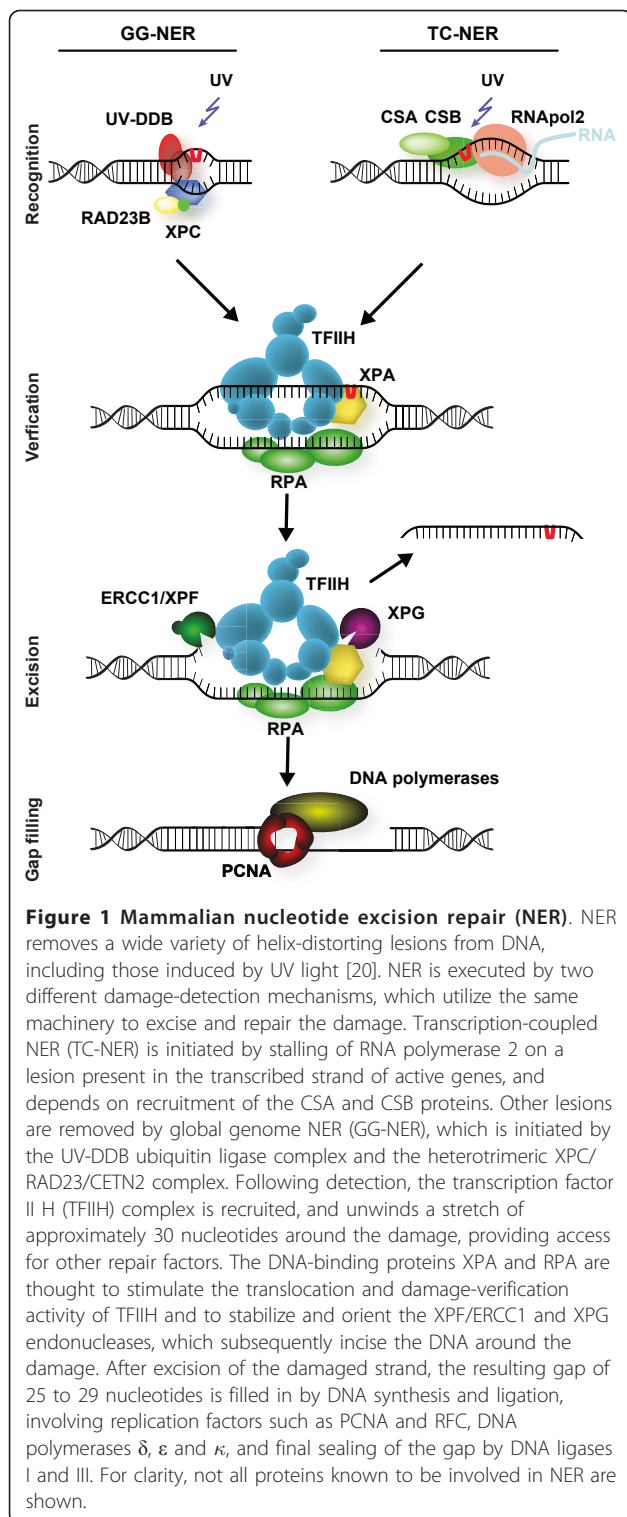 GG-NER
TC-NER
UV
UV
UV-DDB
CSA CSB
RNApol2
RNA
Recognition
RAD23B
XPC
TFIIH
XPA
Verfication
RPA
TFIIH
ERCC1/XPF
XPG
Excision
RPA
DNA polymerases
Gap filling
PCNA
Figure 1 Mammalian nucleotide excision repair (NER). NER
removes a wide variety of helix-distorting lesions from DNA,
including those induced by UV light [20]. NER is executed by two
different damage-detection mechanisms, which utilize the same
machinery to excise and repair the damage. Transcription-coupled
NER (TC-NER) is initiated by stalling of RNA polymerase 2 on a
lesion present in the transcribed strand of active genes, and
depends on recruitment of the CSA and CSB proteins. Other lesions
are removed by global genome NER (GG-NER), which is initiated by
the UV-DDB ubiquitin ligase complex and the heterotrimeric XPC/
RAD23/CETN2 complex. Following detection, the transcription factor
II H (TFIIH) complex is recruited, and unwinds a stretch of
approximately 30 nucleotides around the damage, providing access
for other repair factors. The DNA-binding proteins XPA and RPA are
thought to stimulate the translocation and damage-verification
activity of TFIIH and to stabilize and orient the XPF/ERCC1 and XPG
endonucleases, which subsequently incise the DNA around the
damage. After excision of the damaged strand, the resulting gap of
25 to 29 nucleotides is filled in by DNA synthesis and ligation,
involving replication factors such as PCNA and RFC, DNA
polymerases δ, ε and κ, and final sealing of the gap by DNA ligases
I and III. For clarity, not all proteins known to be involved in NER are
shown.